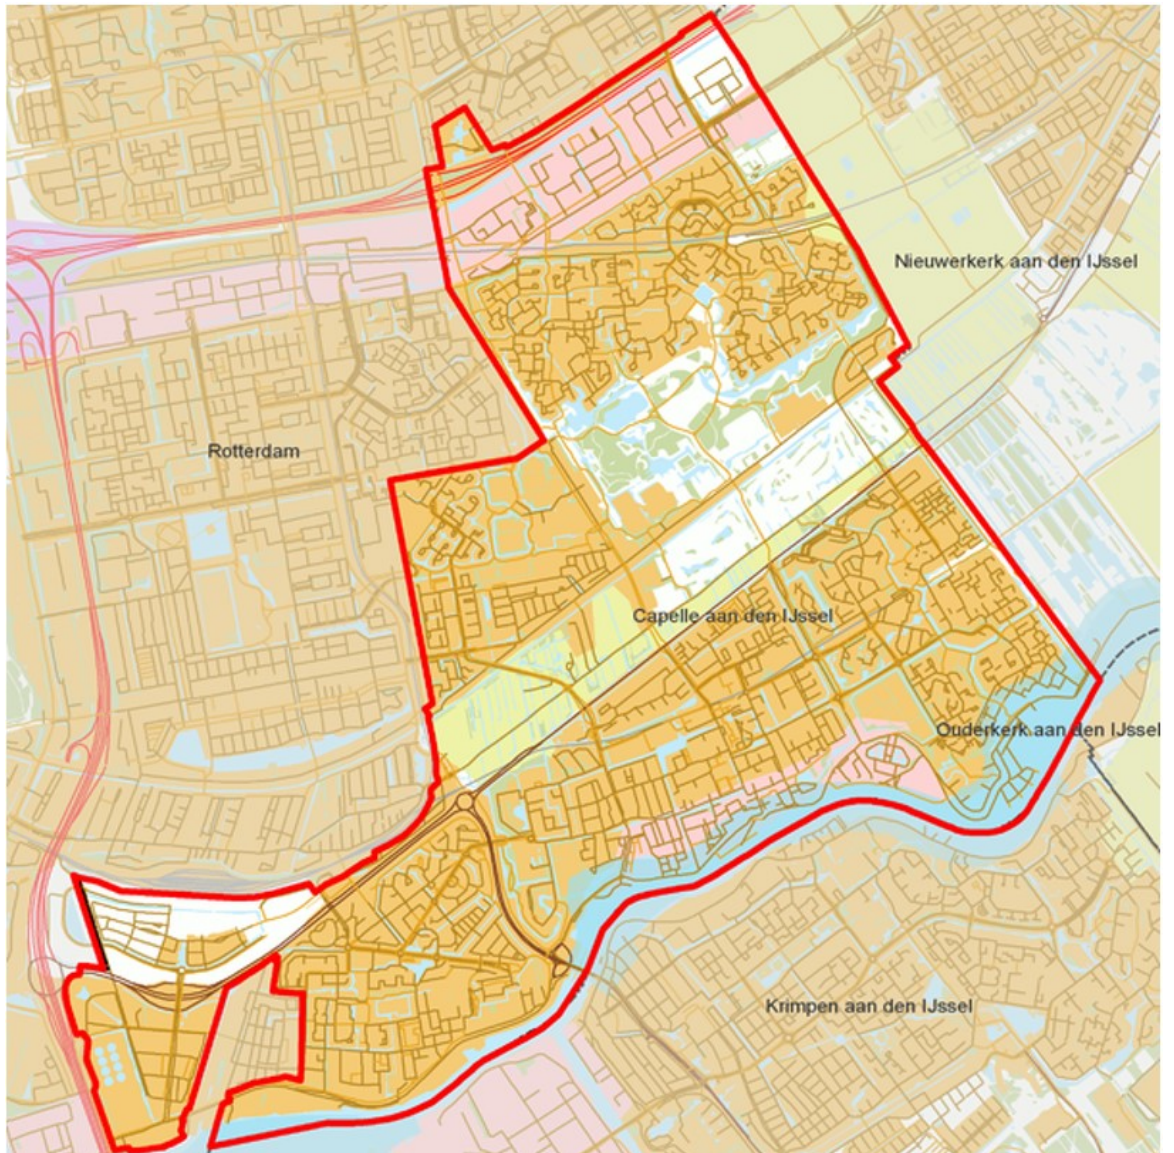 Nieuwerkerk aan den IJssel
Rotterdam
Capelle aan den IJssel
Ouderkerk aan den IJssel
Krimpen aan den IJssel